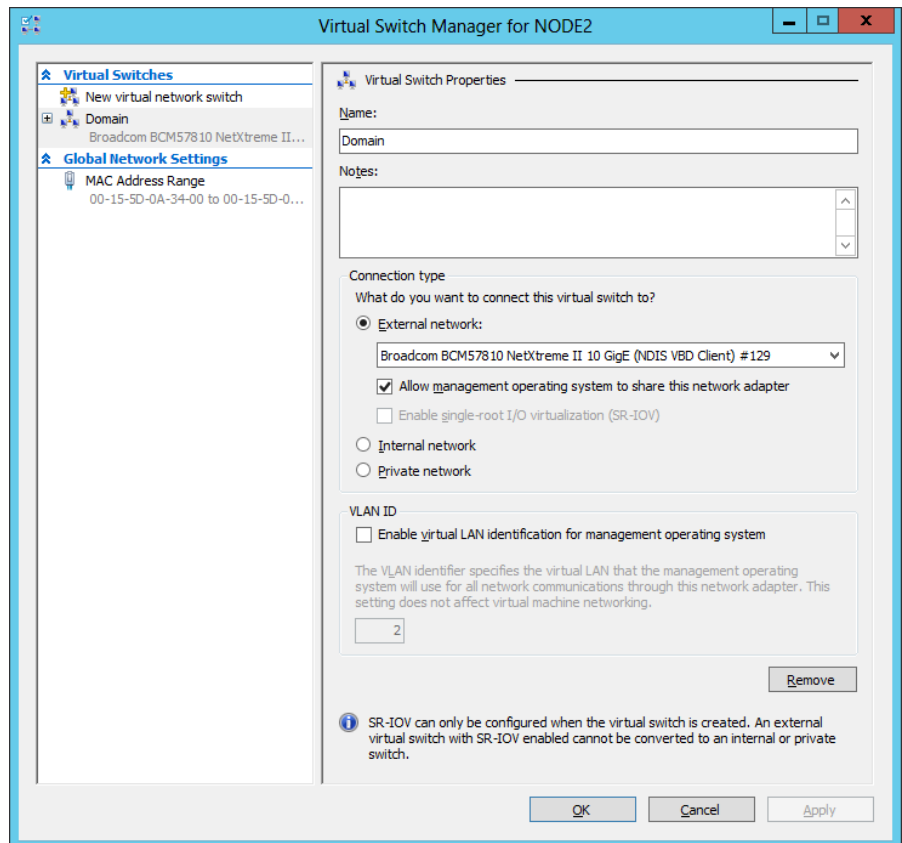 Virtual Switch Manager for NODE2
Virtual Switches
New virtual network switch
Domain
Broadcom BCM57810 NetXtreme II...
Global Network Settings
MAC Address Range
00-15-5D-0A-34-00 to 00-15-5D-0...
Virtual Switch Properties
Name:
Domain
Notes:
Connection type
What do you want to connect this virtual switch to?
External network:
Broadcom BCM57810 NetXtreme II 10 GigE (NDIS VBD Client) #129
Allow management operating system to share this network adapter
Enable single-root I/O virtualization (SR-IOV)
Internal network
Private network
VLAN ID
Enable virtual LAN identification for management operating system
The VLAN identifier specifies the virtual LAN that the management operating
system will use for all network communications through this network adapter. This
setting does not affect virtual machine networking.
2
Remove
SR-IOV can only be configured when the virtual switch is created. An external
virtual switch with SR-IOV enabled cannot be converted to an internal or private
switch.
OK
Cancel
Apply